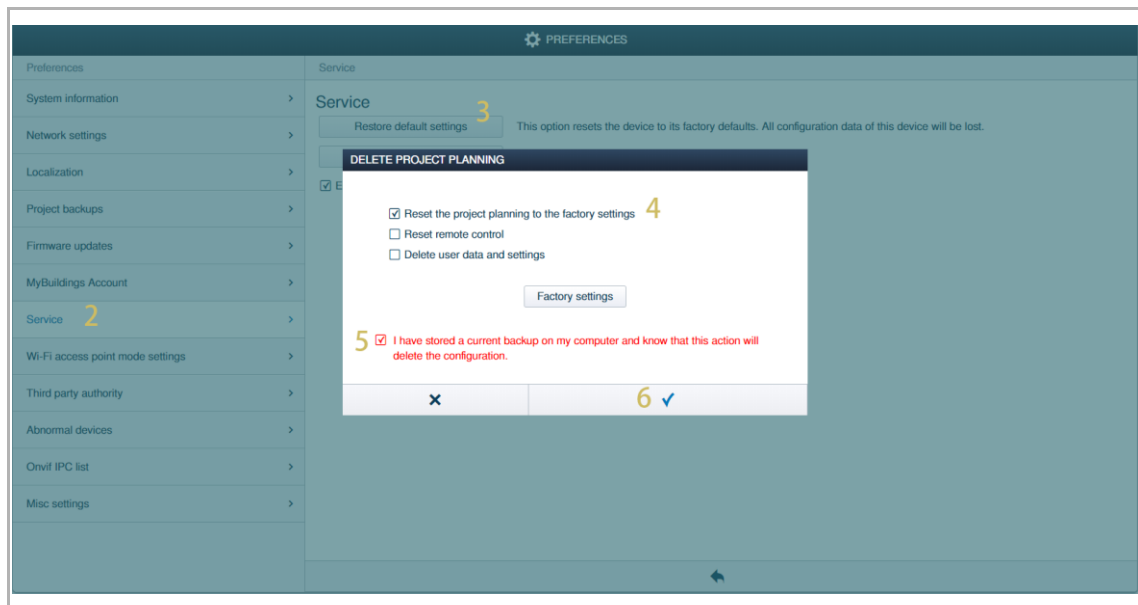 PREFERENCES
Preferences
Service
System information
Network settings
Localization
Project backups
Firmware updates
MyBuildings Account
Service 2
Wi-Fi access point mode settings
Third party authority
Abnormal devices
Onvif IPC list
Misc settings
Service
3
Restore default settings
This option resets the device to its factory defaults. All configuration data of this device will be lost.
E
DELETE PROJECT PLANNING
Reset the project planning to the factory settings 4
Reset remote control
Delete user data and settings
Factory settings
5 I have stored a current backup on my computer and know that this action will
delete the configuration.
6